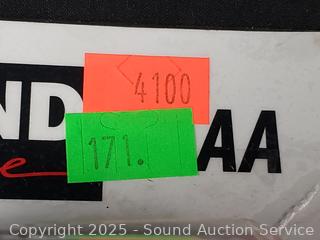 4100
ND
171.
e
AA
Copyright 2025 - Sound Auction Service